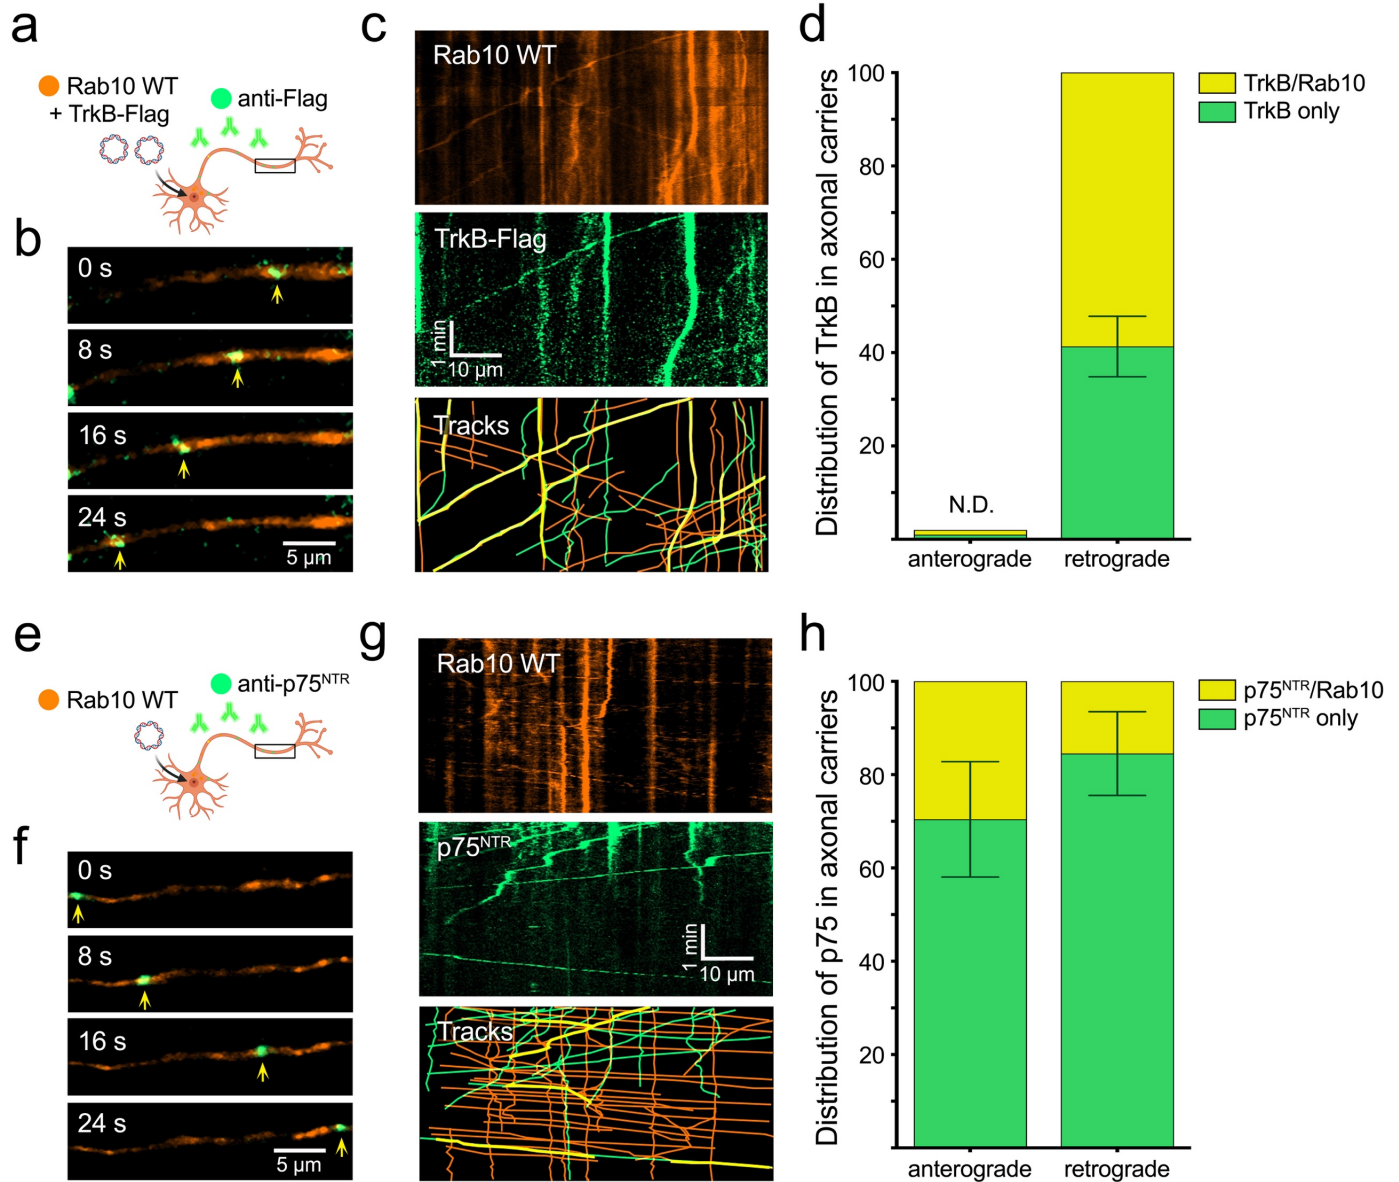 a
Rab10 WT
+ TrkB-Flag
anti-Flag
b
0 s
8 s
16 s
24 s
5 µm
c
Rab10 WT
TrkB-Flag
1 min
10 µm
Tracks
d
Distribution of TrkB in axonal carriers
100
80
60
40
20
N.D.
anterograde
retrograde
TrkB/Rab10
TrkB only
e
Rab10 WT
anti-p75NTR
f
0 s
8 s
16 s
24 s
5 µm
g
Rab10 WT
p75NTR
1 min
10 µm
Tracks
h
Distribution of p75 in axonal carriers
100
80
60
40
20
anterograde
retrograde
p75NTR/Rab10
p75NTR only